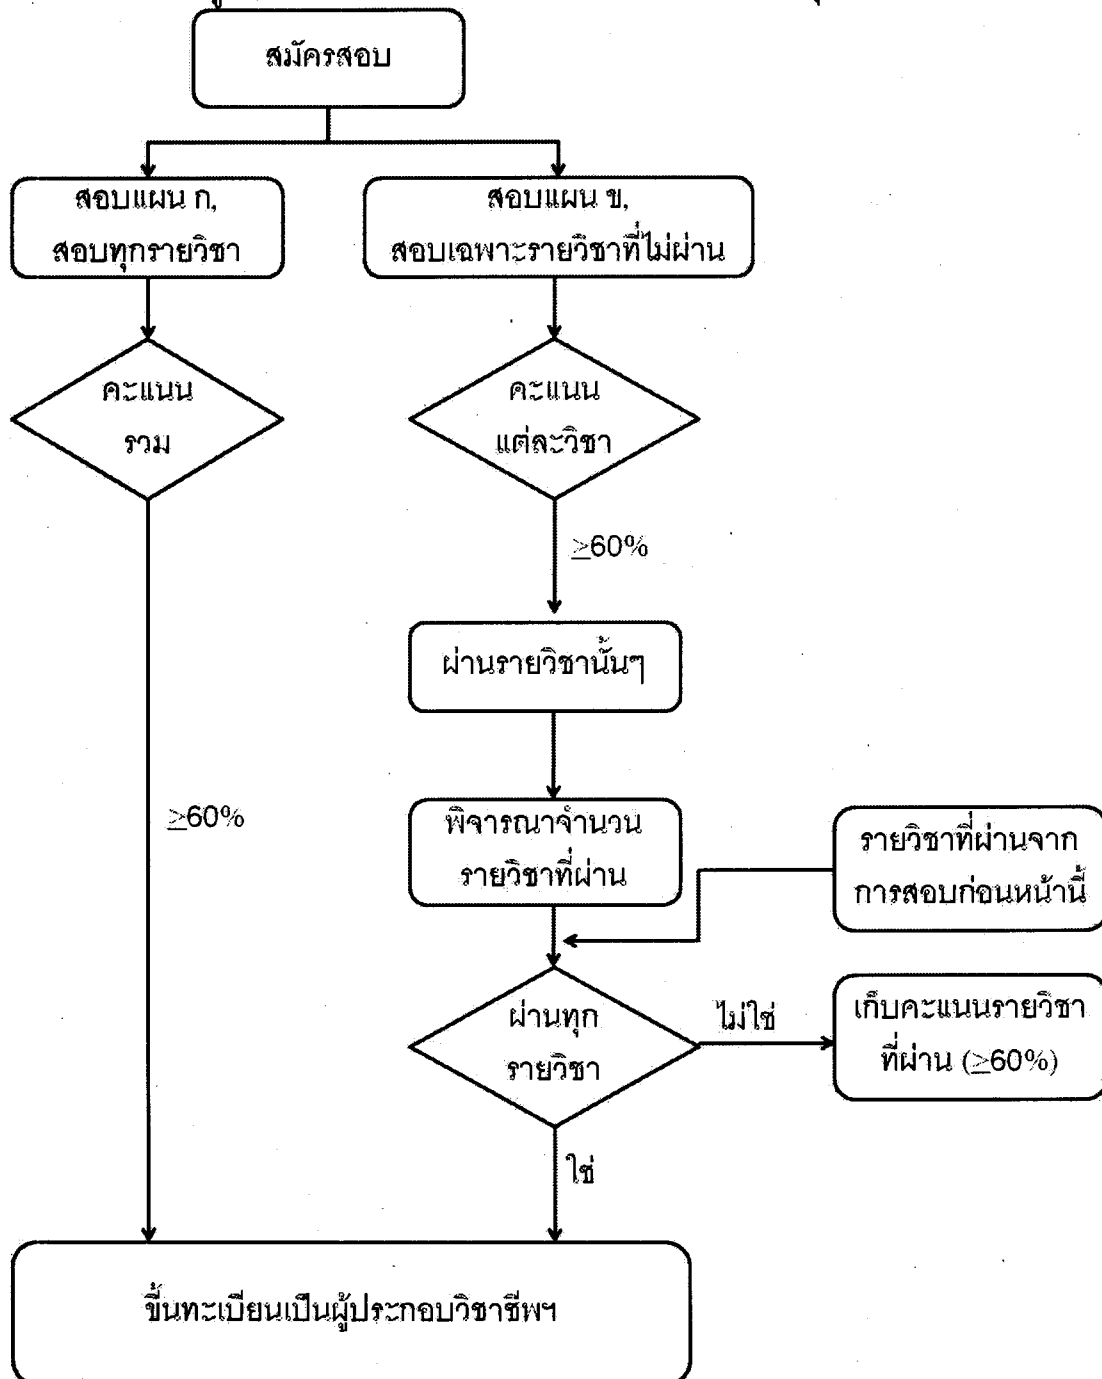 สมัครสอบ
สอบแผน ก,
สอบทุกรายวิชา
สอบแผน ข,
สอบเฉพาะรายวิชาที่ไม่ผ่าน
คะแนน
รวม
คะแนน
แต่ละวิชา
≥60%
ผ่านรายวิชานั้นๆ
≥60%
พิจารณาจำนวน
รายวิชาที่ผ่าน
รายวิชาที่ผ่านจาก
การสอบก่อนหน้านี้
ผ่านทุก
รายวิชา
ไม่ใช่
เก็บคะแนนรายวิชา
ที่ผ่าน (≥60%)
ใช่
ขึ้นทะเบียนเป็นผู้ประกอบวิชาชีพฯ